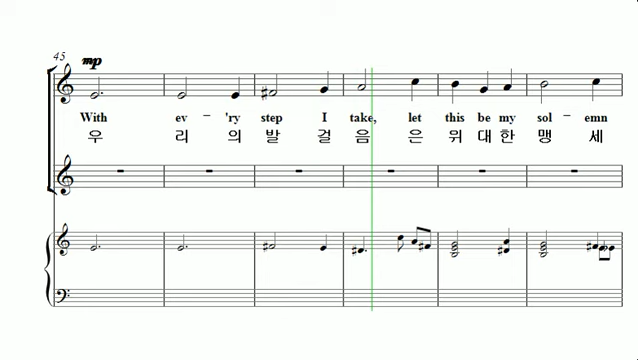 45
mp
With ev - 'ry step I take, let this be my sol - emn
우 리 의 발 걸 음 은 위 대 한 맹 세